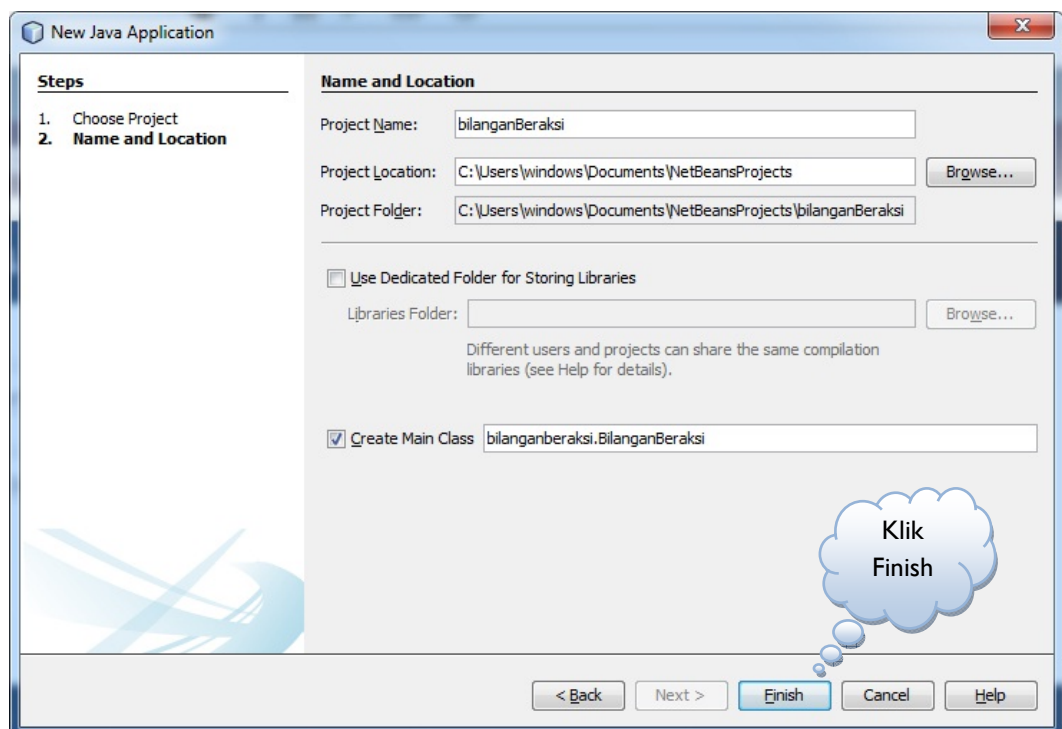 New Java Application
Steps
1. Choose Project
2. Name and Location
Name and Location
Project Name: bilanganBeraksi
Project Location: C:\Users\windows\Documents\NetBeansProjects Browse...
Project Folder: C:\Users\windows\Documents\NetBeansProjects\bilanganBeraksi
Use Dedicated Folder for Storing Libraries
Libraries Folder: Browse...
Different users and projects can share the same compilation
libraries (see Help for details).
Create Main Class bilanganberaksi.BilanganBeraksi
Klik
Finish
< Back Next > Finish Cancel Help